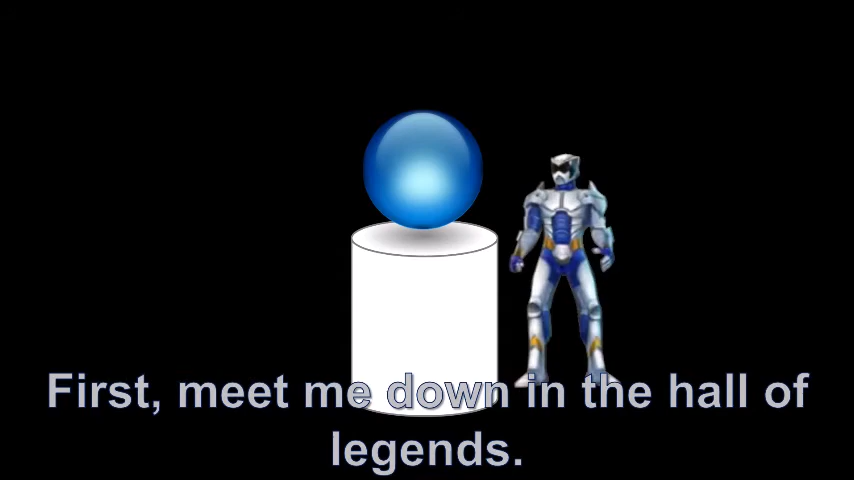 First, meet me down in the hall of
legends.